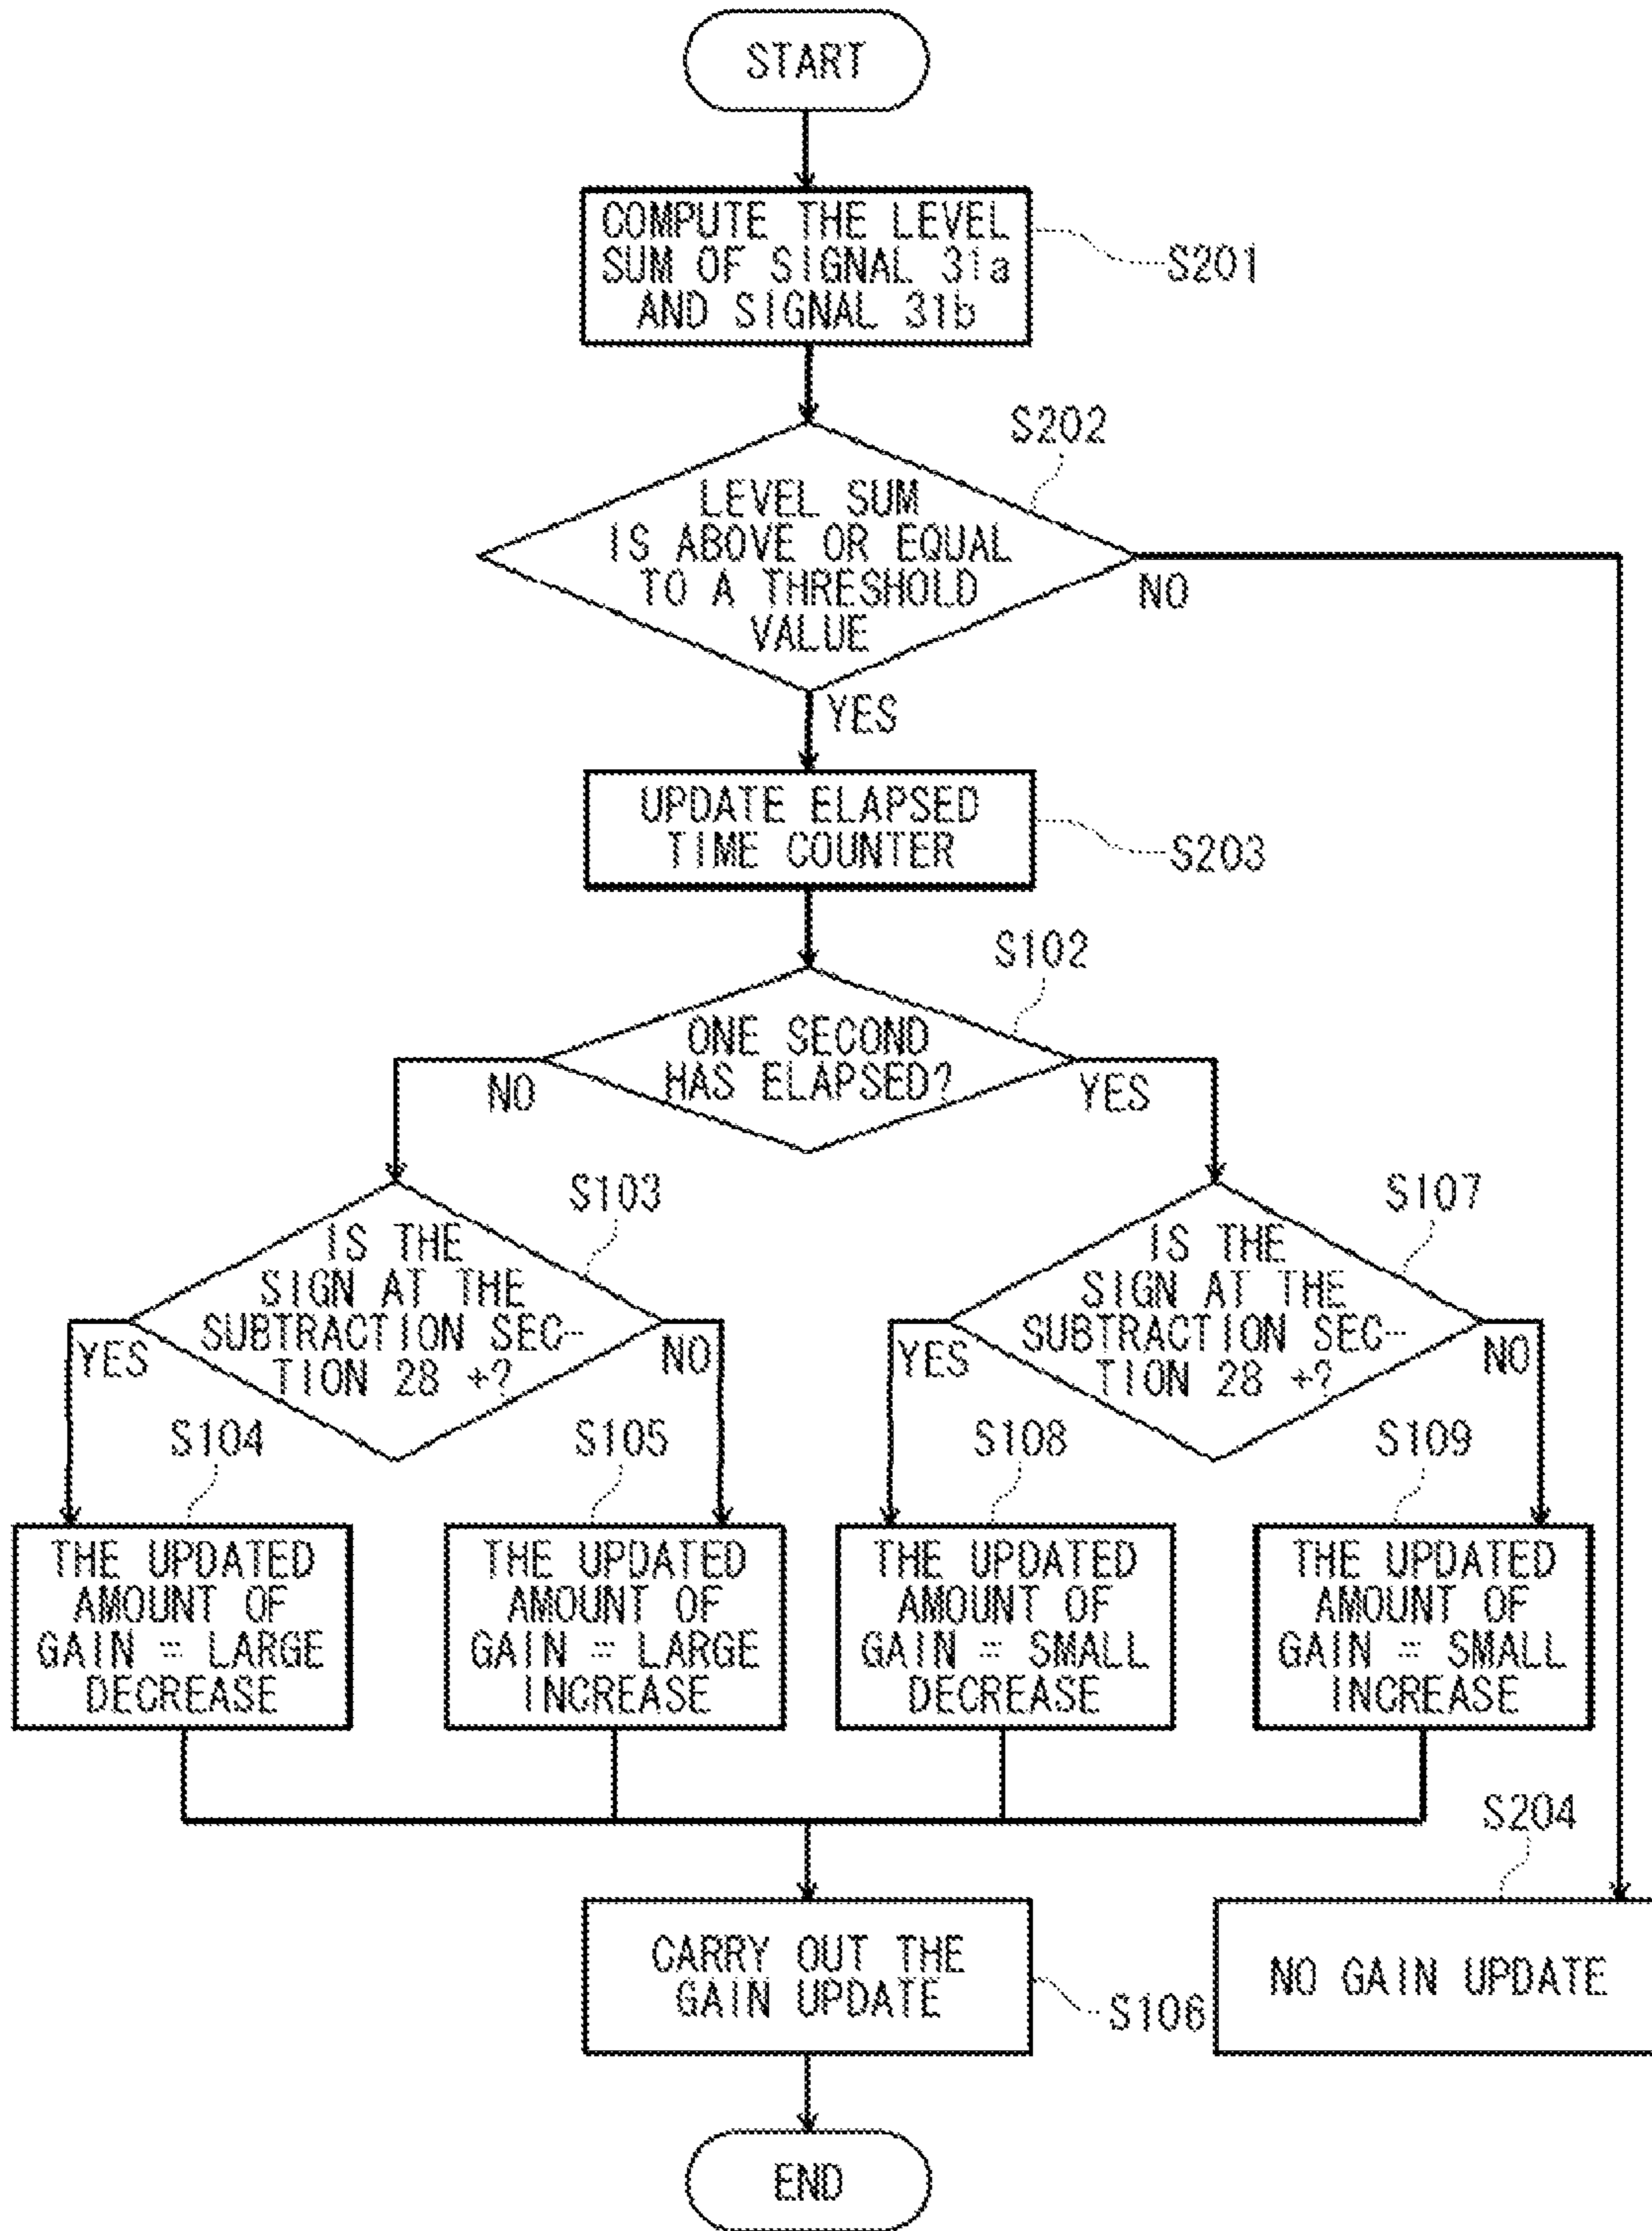 START
COMPUTE THE LEVEL
SUM OF SIGNAL 31a
AND SIGNAL 31b
S201
S202
LEVEL SUM
IS ABOVE OR EQUAL
TO A THRESHOLD
VALUE
NO
YES
UPDATE ELAPSED
TIME COUNTER
S203
S102
ONE SECOND
HAS ELAPSED?
NO
YES
S103
IS THE
SIGN AT THE
SUBTRACTION SEC-
TION 28 +?
YES
NO
S107
IS THE
SIGN AT THE
SUBTRACTION SEC-
TION 28 +?
YES
NO
S104
THE UPDATED
AMOUNT OF
GAIN = LARGE
DECREASE
S105
THE UPDATED
AMOUNT OF
GAIN = LARGE
INCREASE
S108
THE UPDATED
AMOUNT OF
GAIN = SMALL
DECREASE
S109
THE UPDATED
AMOUNT OF
GAIN = SMALL
INCREASE
CARRY OUT THE
GAIN UPDATE
S106
S204
NO GAIN UPDATE
END